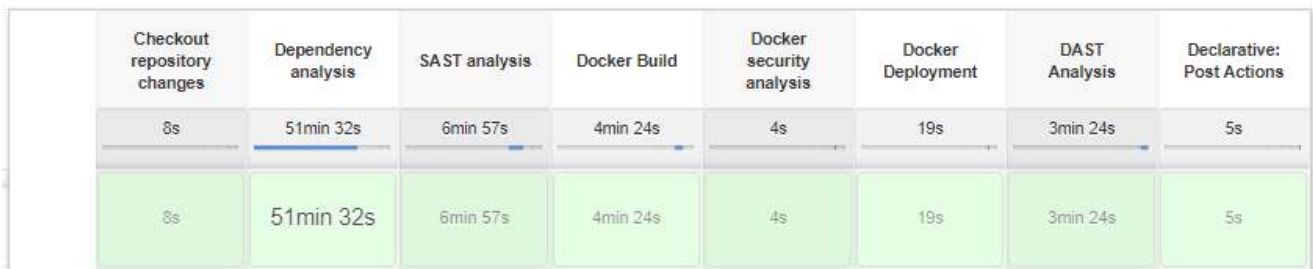 Checkout repository changes
Dependency analysis
SAST analysis
Docker Build
Docker security analysis
Docker Deployment
DAST Analysis
Declarative: Post Actions
8s
51min 32s
6min 57s
4min 24s
4s
19s
3min 24s
5s
8s
51min 32s
6min 57s
4min 24s
4s
19s
3min 24s
5s